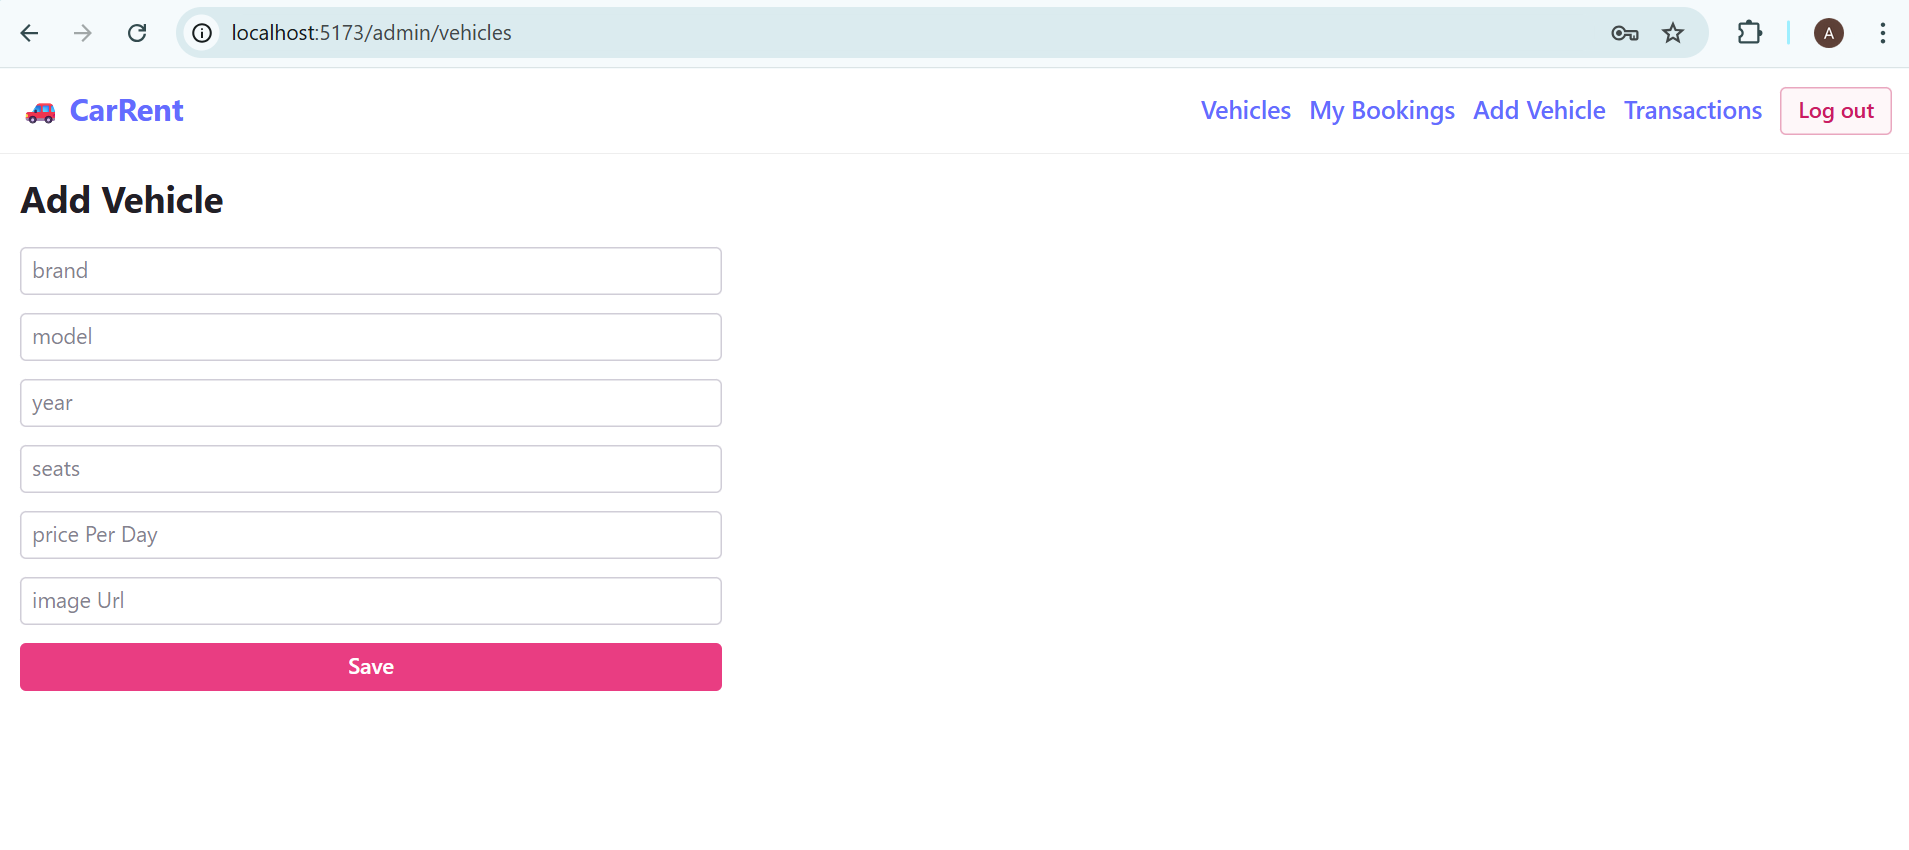 localhost:5173/admin/vehicles
A
CarRent
Vehicles My Bookings Add Vehicle Transactions Log out
Add Vehicle
brand
model
year
seats
price Per Day
image Url
Save